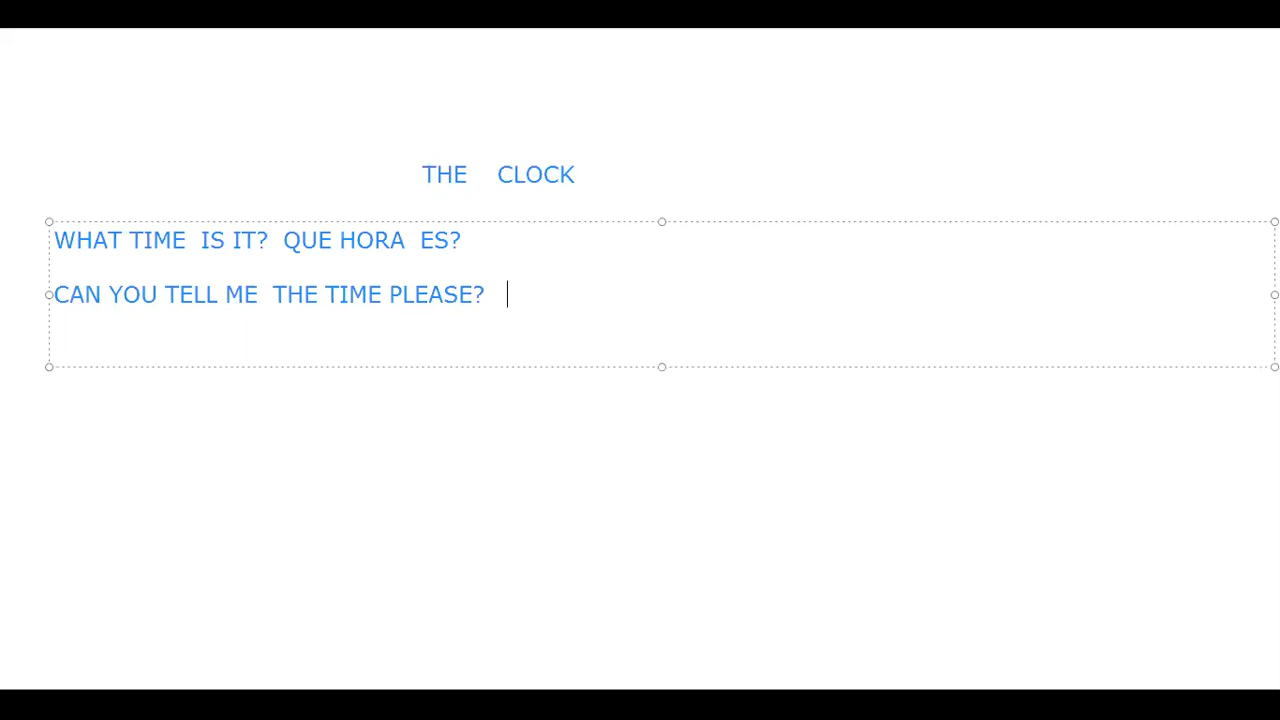 THE CLOCK
WHAT TIME IS IT? QUE HORA ES?
CAN YOU TELL ME THE TIME PLEASE?